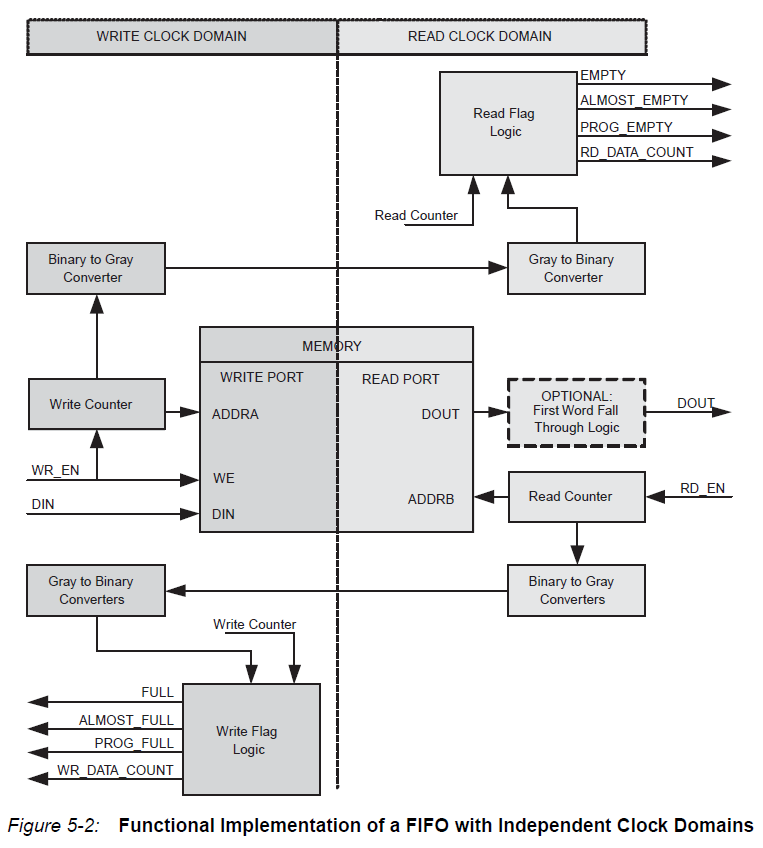 WRITE CLOCK DOMAIN
READ CLOCK DOMAIN
Read Flag
Logic
EMPTY
ALMOST_EMPTY
PROG_EMPTY
RD_DATA_COUNT
Read Counter
Binary to Gray
Converter
Gray to Binary
Converter
MEMORY
WRITE PORT
READ PORT
Write Counter
ADDRA
DOUT
OPTIONAL:
First Word Fall
Through Logic
DOUT
WR_EN
WE
DIN
DIN
ADDRB
Read Counter
RD_EN
Gray to Binary
Converters
Binary to Gray
Converters
Write Counter
Write Flag
Logic
FULL
ALMOST_FULL
PROG_FULL
WR_DATA_COUNT
Figure 5-2: Functional Implementation of a FIFO with Independent Clock Domains